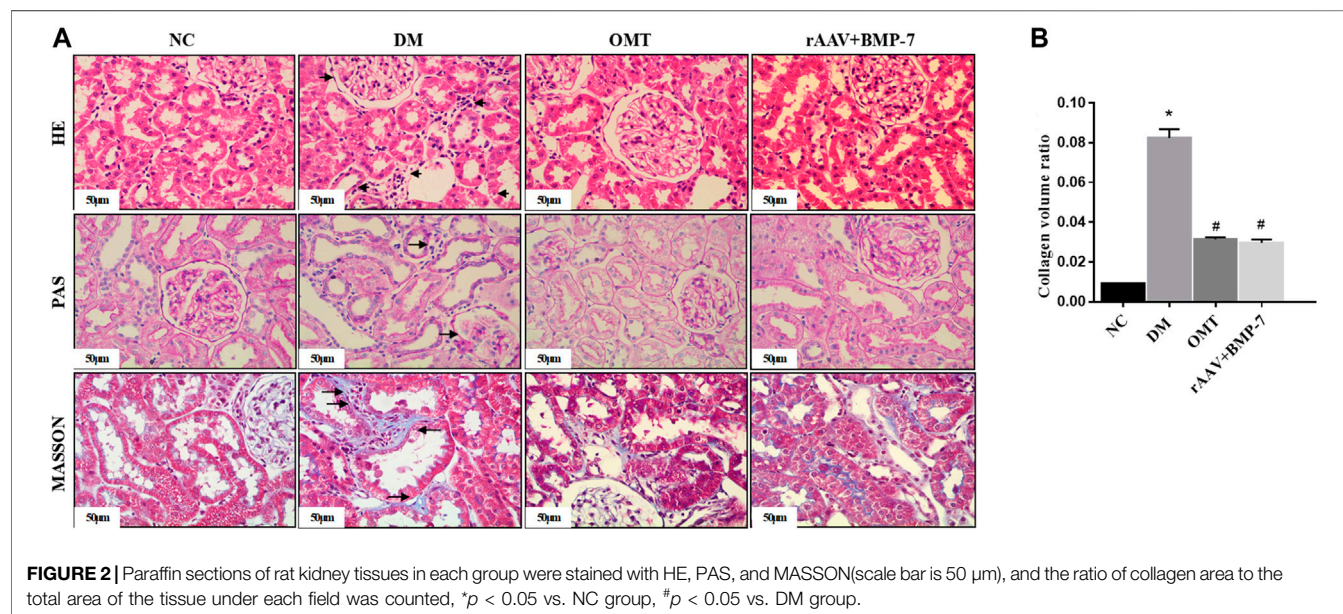 A
NC DM OMT rAAV+BMP-7
HE
50µm 50µm 50µm 50µm
PAS
50µm 50µm 50µm 50µm
MASSON
50µm 50µm 50µm 50µm
B
Collagen volume ratio
0.10
0.08
0.06
0.04
0.02
0.00
*
#
#
NC
DM
OMT
rAAV+BMP-7
FIGURE 2 | Paraffin sections of rat kidney tissues in each group were stained with HE, PAS, and MASSON(scale bar is 50 µm), and the ratio of collagen area to the
total area of the tissue under each field was counted, *p < 0.05 vs. NC group, #p < 0.05 vs. DM group.